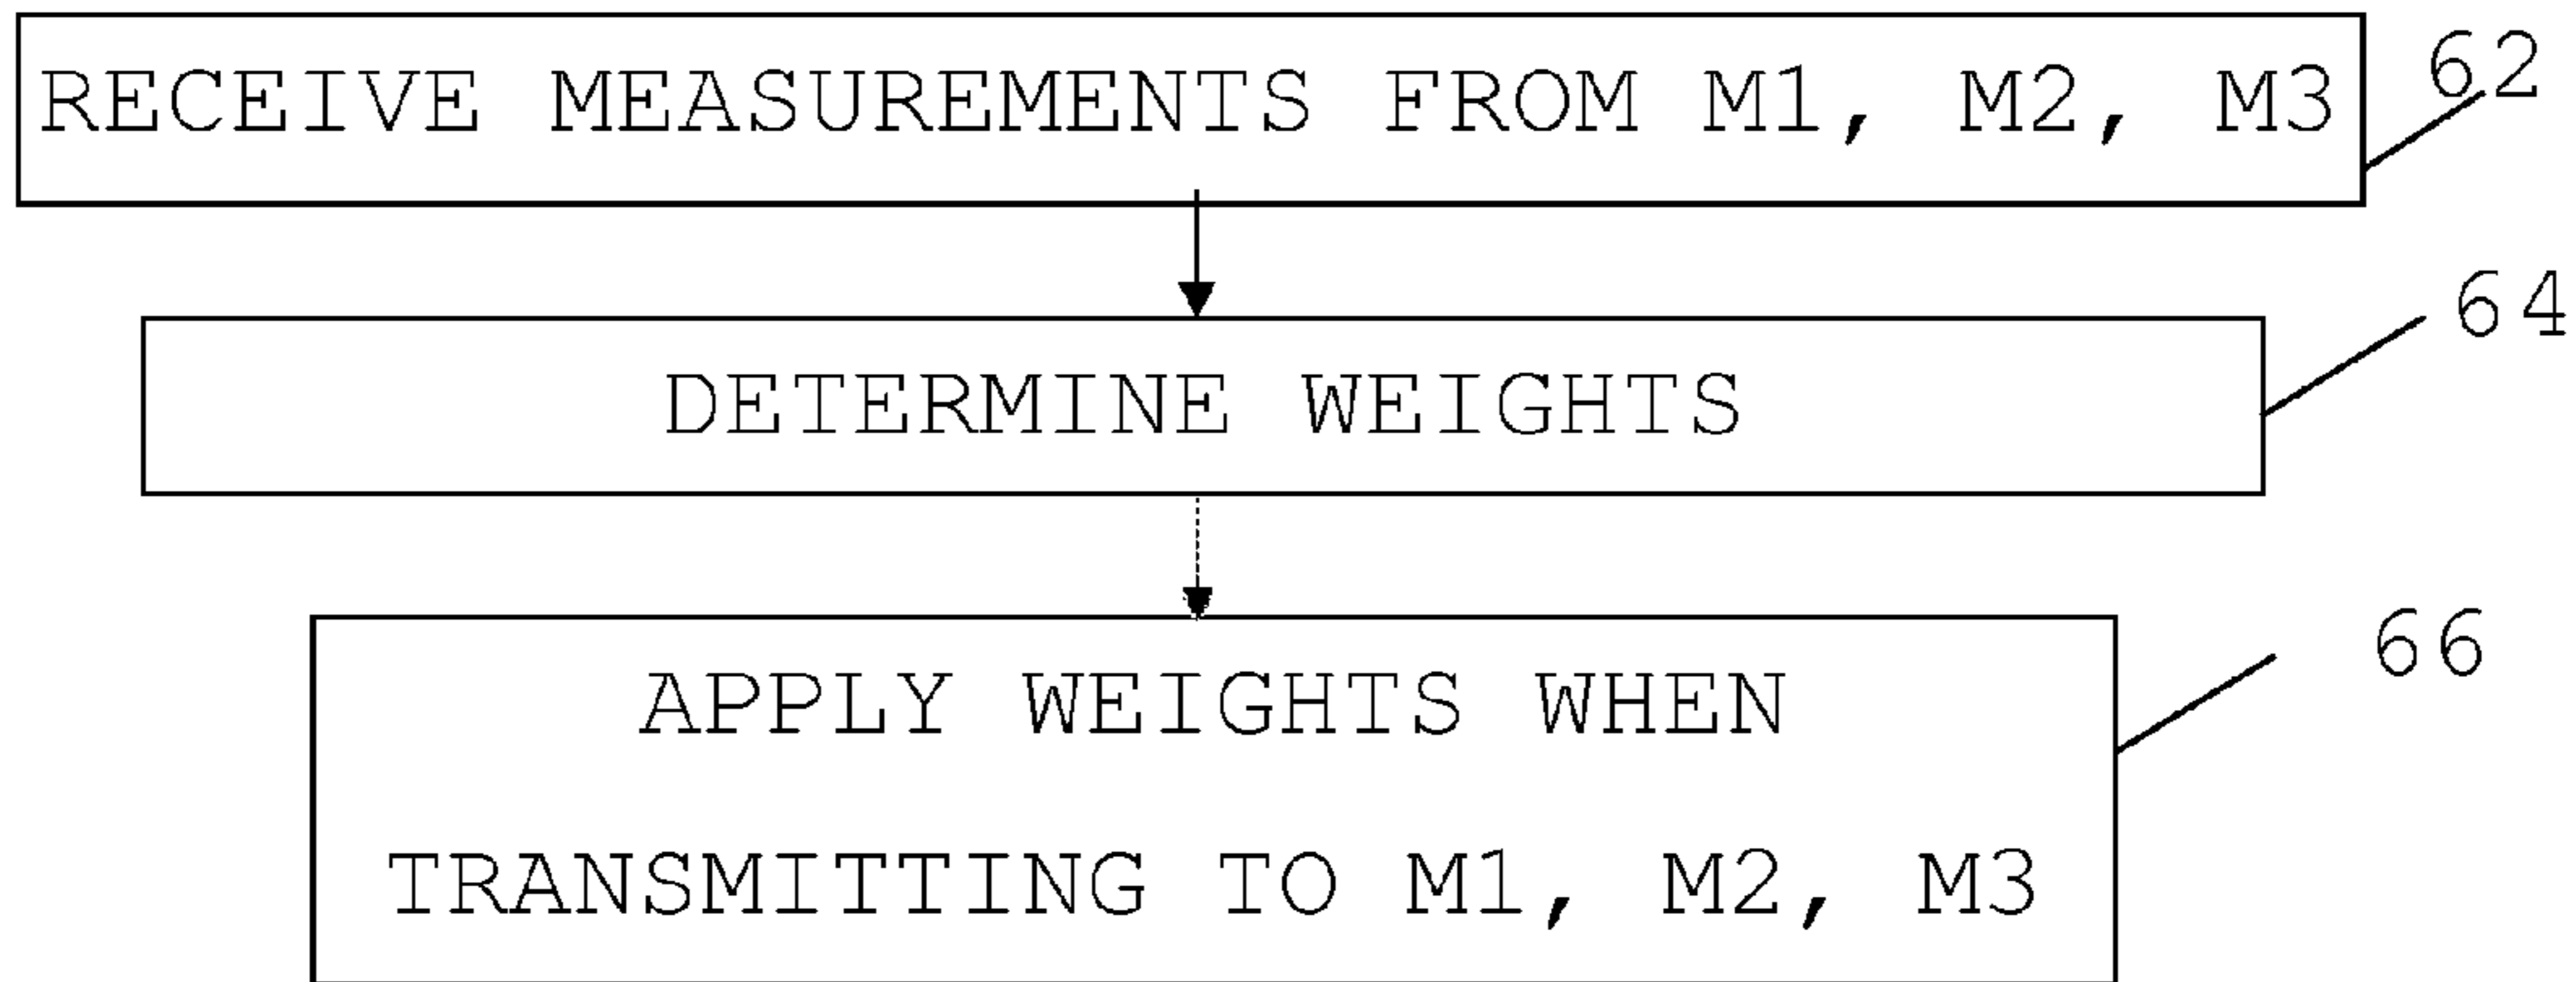 RECEIVE MEASUREMENTS FROM M1, M2, M3
62
DETERMINE WEIGHTS
64
APPLY WEIGHTS WHEN
TRANSMITTING TO M1, M2, M3
66